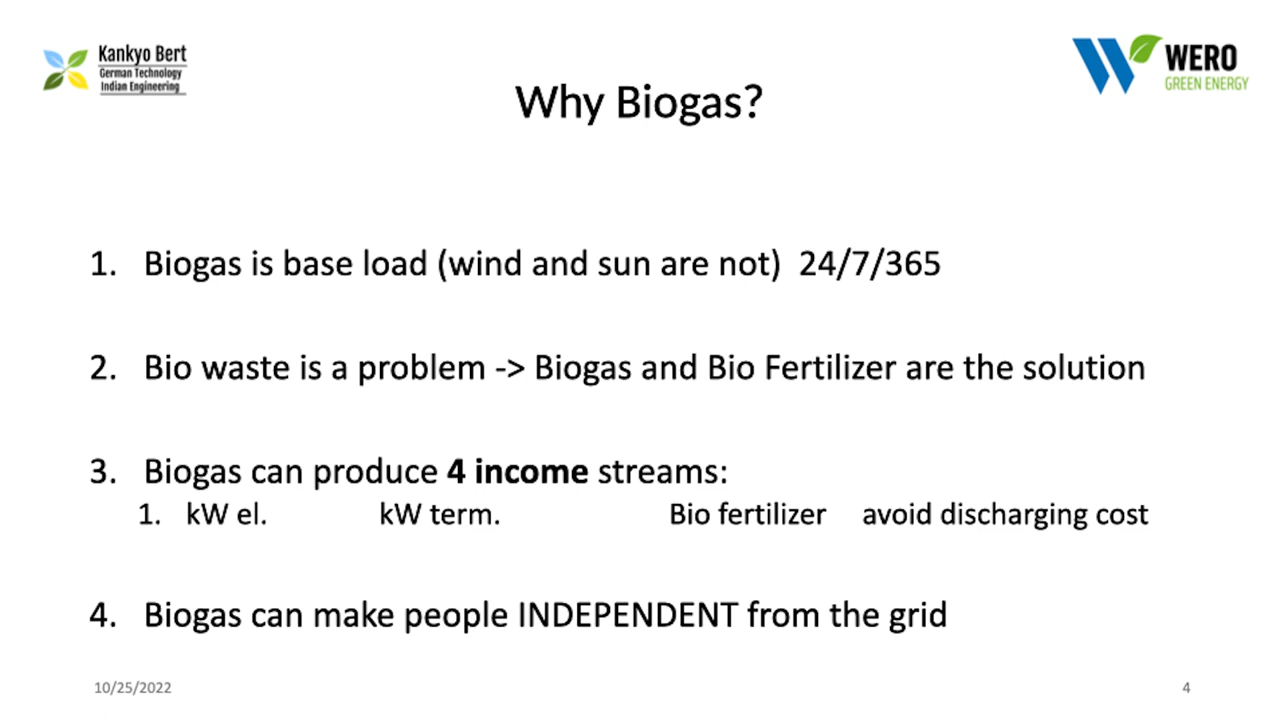 Kankyo Bert
German Technology
Indian Engineering
WERO
GREEN ENERGY
Why Biogas?
1. Biogas is base load (wind and sun are not) 24/7/365
2. Bio waste is a problem -> Biogas and Bio Fertilizer are the solution
3. Biogas can produce 4 income streams:
1. kW el. kW term. Bio fertilizer avoid discharging cost
4. Biogas can make people INDEPENDENT from the grid
10/25/2022
4